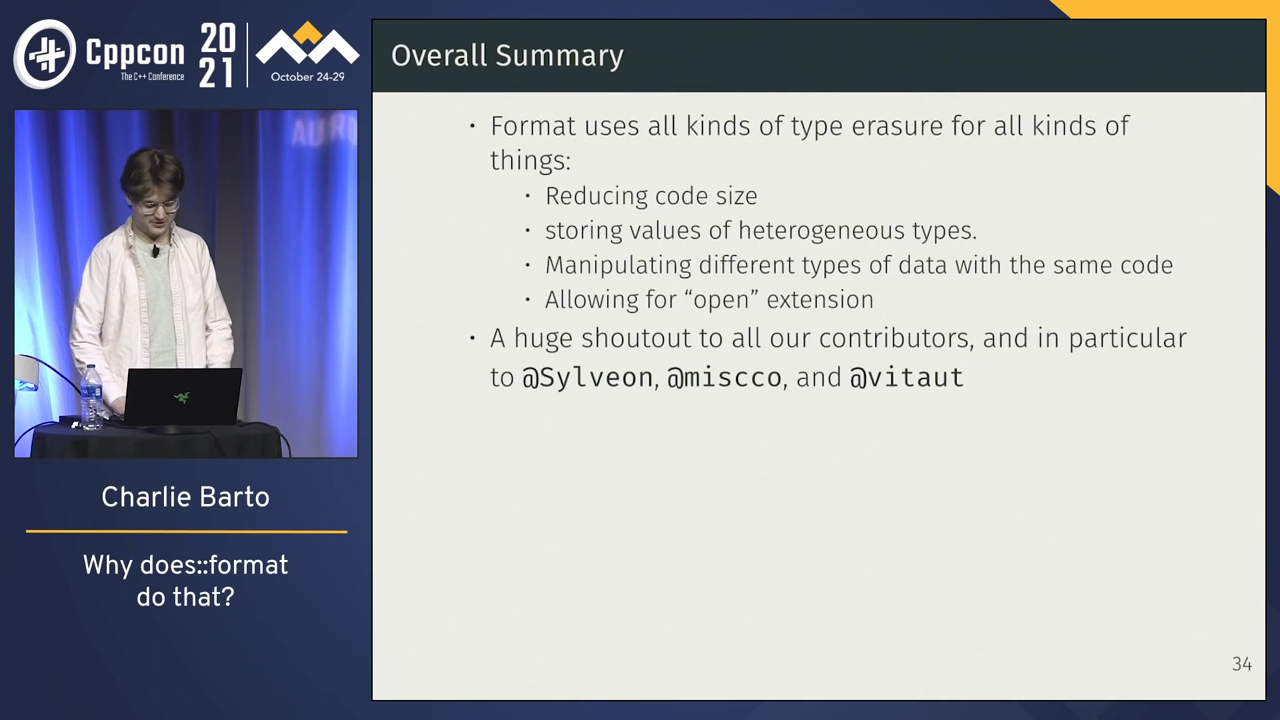 Cppcon
The C++ Conference
20
21
October 24-29
Overall Summary
• Format uses all kinds of type erasure for all kinds of
things:
• Reducing code size
• storing values of heterogeneous types.
• Manipulating different types of data with the same code
• Allowing for “open” extension
• A huge shoutout to all our contributors, and in particular
to @Sylveon, @miscco, and @vitaut
34
Charlie Barto
Why does::format
do that?